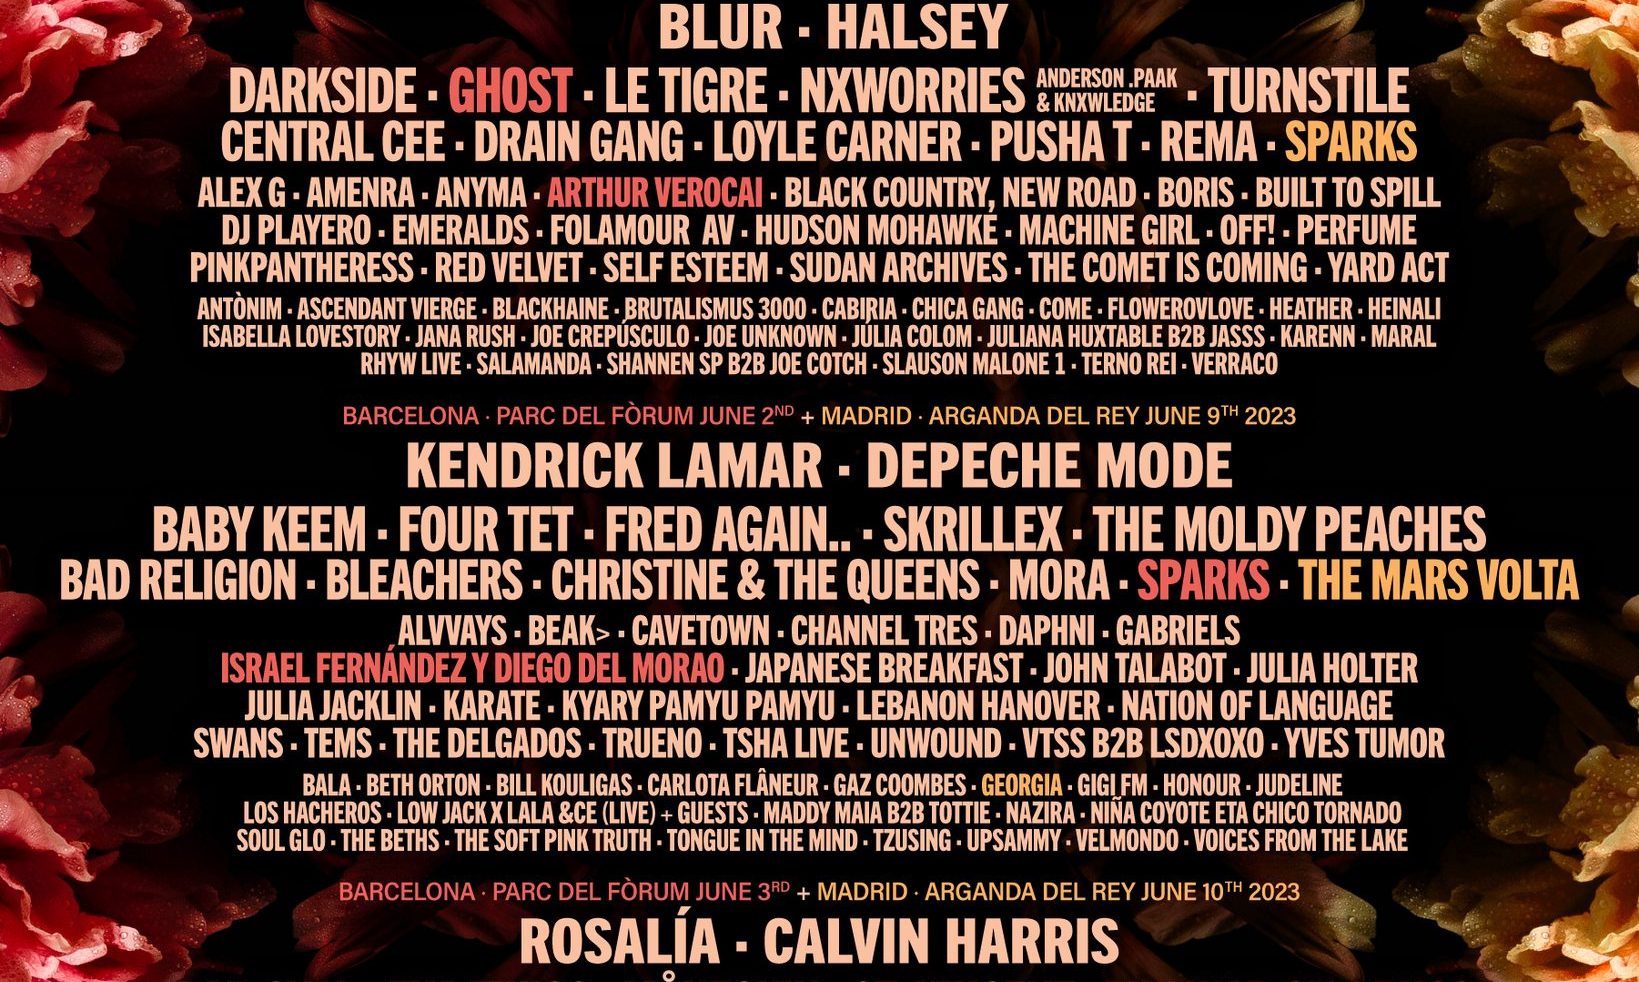 BLUR · HALSEY
DARKSIDE · GHOST · LE TIGRE · NXWORRIES ANDERSON .PAAK & KNXWLEDGE · TURNSTILE
CENTRAL CEE · DRAIN GANG · LOYLE CARNER · PUSHA T · REMA · SPARKS
ALEX G · AMENRA · ANYMA · ARTHUR VEROCAI · BLACK COUNTRY, NEW ROAD · BORIS · BUILT TO SPILL
DJ PLAYERO · EMERALDS · FOLAMOUR AV · HUDSON MOHAWKE · MACHINE GIRL · OFF! · PERFUME
PINKPANTHERESS · RED VELVET · SELF ESTEEM · SUDAN ARCHIVES · THE COMET IS COMING · YARD ACT
ANTÒNIM · ASCENDANT VIERGE · BLACKHAINE · BRUTALISMUS 3000 · CABIRIA · CHICA GANG · COME · FLOWEROVLOVE · HEATHER · HEINALI
ISABELLA LOVESTORY · JANA RUSH · JOE CREPÚSCULO · JOE UNKNOWN · JÚLIA COLOM · JULIANA HUXTABLE B2B JASSS · KARENN · MARAL
RHYW LIVE · SALAMANDA · SHANNEN SP B2B JOE COTCH · SLAUSON MALONE 1 · TERNO REI · VERRACO
BARCELONA · PARC DEL FÒRUM JUNE 2ND + MADRID · ARGANDA DEL REY JUNE 9TH 2023
KENDRICK LAMAR · DEPECHE MODE
BABY KEEM · FOUR TET · FRED AGAIN.. · SKRILLEX · THE MOLDY PEACHES
BAD RELIGION · BLEACHERS · CHRISTINE & THE QUEENS · MORA · SPARKS · THE MARS VOLTA
ALVVAYS · BEAK> · CAVETOWN · CHANNEL TRES · DAPHNI · GABRIELS
ISRAEL FERNÁNDEZ Y DIEGO DEL MORAO · JAPANESE BREAKFAST · JOHN TALABOT · JULIA HOLTER
JULIA JACKLIN · KARATE · KYARY PAMYU PAMYU · LEBANON HANOVER · NATION OF LANGUAGE
SWANS · TEMS · THE DELGADOS · TRUENO · TSHA LIVE · UNWOUND · VTSS B2B LSDXOXO · YVES TUMOR
BALA · BETH ORTON · BILL KOULIGAS · CARLOTA FLÂNEUR · GAZ COOMBES · GEORGIA · GIGI FM · HONOUR · JUDELINE
LOS HACHEROS · LOW JACK X LALA &CE (LIVE) + GUESTS · MADDY MAIA B2B TOTTIE · NAZIRA · NIÑA COYOTE ETA CHICO TORNADO
SOUL GLO · THE BETHS · THE SOFT PINK TRUTH · TONGUE IN THE MIND · TZUSING · UPSAMMY · VELMONDO · VOICES FROM THE LAKE
BARCELONA · PARC DEL FÒRUM JUNE 3RD + MADRID · ARGANDA DEL REY JUNE 10TH 2023
ROSALÍA · CALVIN HARRIS